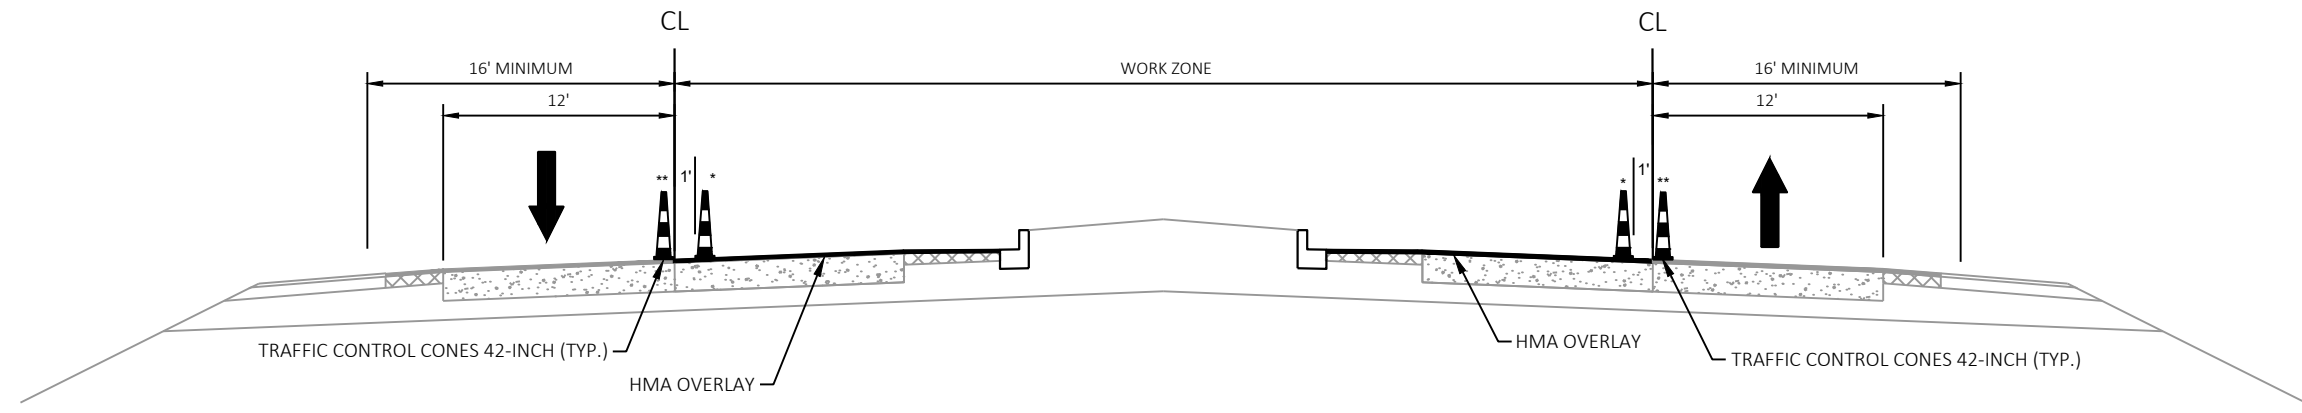 CL
CL
16' MINIMUM
WORK ZONE
16' MINIMUM
12'
12'
** 1' *
* 1' **
TRAFFIC CONTROL CONES 42-INCH (TYP.)
HMA OVERLAY
HMA OVERLAY
TRAFFIC CONTROL CONES 42-INCH (TYP.)